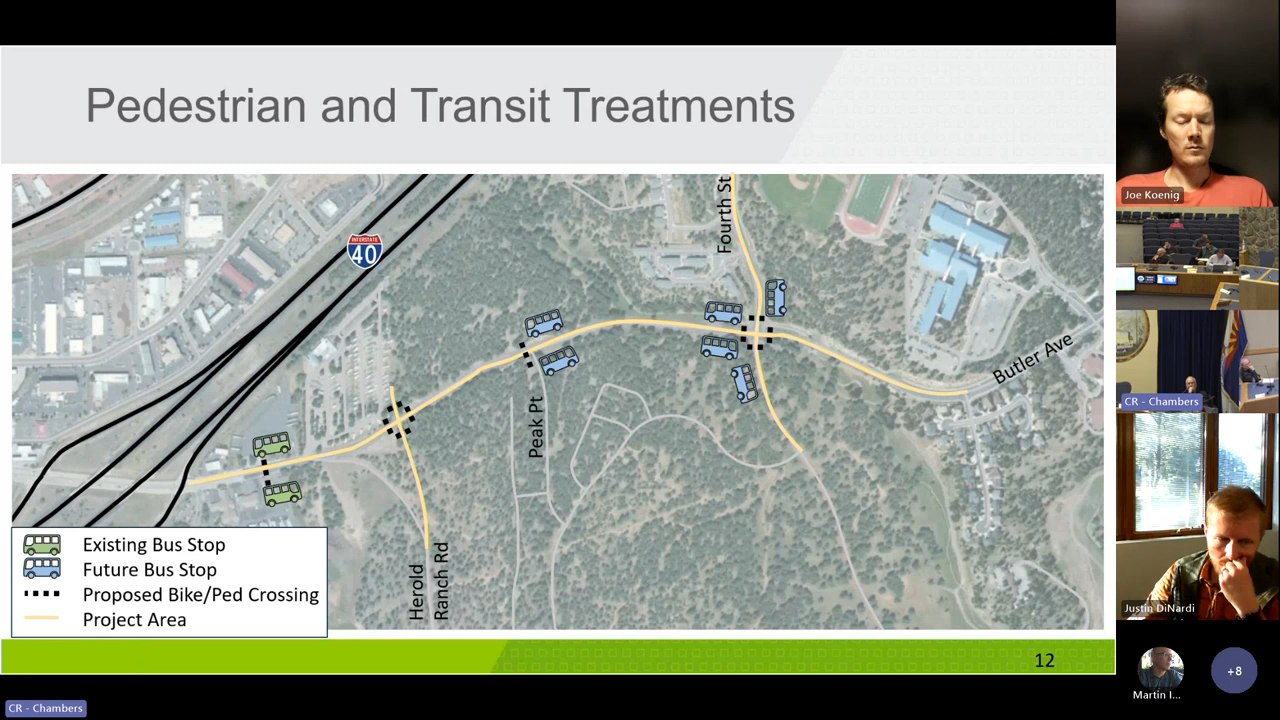 Pedestrian and Transit Treatments
INTERSTATE
40
Fourth St
Butler Ave
Peak Pt
Herold
Ranch Rd
Existing Bus Stop
Future Bus Stop
Proposed Bike/Ped Crossing
Project Area
12
CR - Chambers
Joe Koenig
CR - Chambers
Justin DiNardi
Martin I...
+8